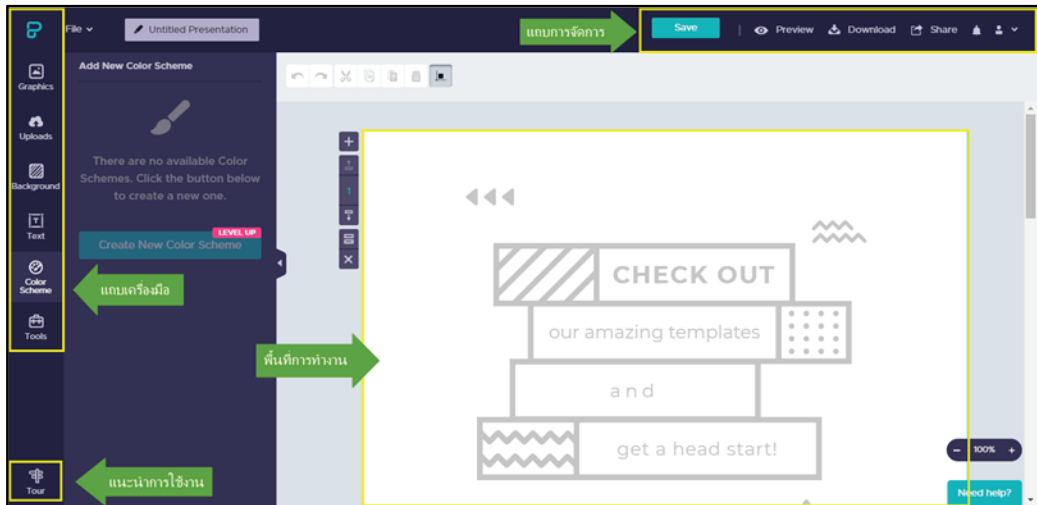 File
Untitled Presentation
แถบการจัดการ
Save
Preview
Download
Share
Graphics
Uploads
Background
Text
Color
Scheme
Tools
Tour
Add New Color Scheme
There are no available Color
Schemes. Click the button below
to create a new one.
LEVEL UP
Create New Color Scheme
แถบเครื่องมือ
พื้นที่การทำงาน
แนะนำการใช้งาน
1
CHECK OUT
our amazing templates
and
get a head start!
- 100% +
Need help?